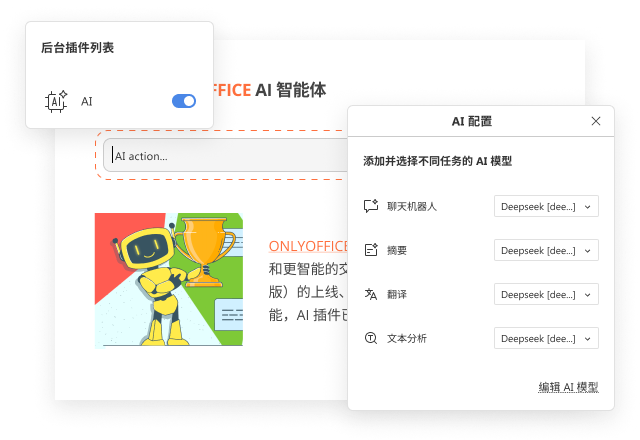 后台插件列表
AI
AI
FFICE AI 智能体
AI action...
ONLYOFFICE
和更智能的交
版）的上线、
能，AI 插件已
AI 配置
添加并选择不同任务的 AI 模型
聊天机器人 Deepseek [dee...]
摘要 Deepseek [dee...]
翻译 Deepseek [dee...]
文本分析 Deepseek [dee...]
编辑 AI 模型